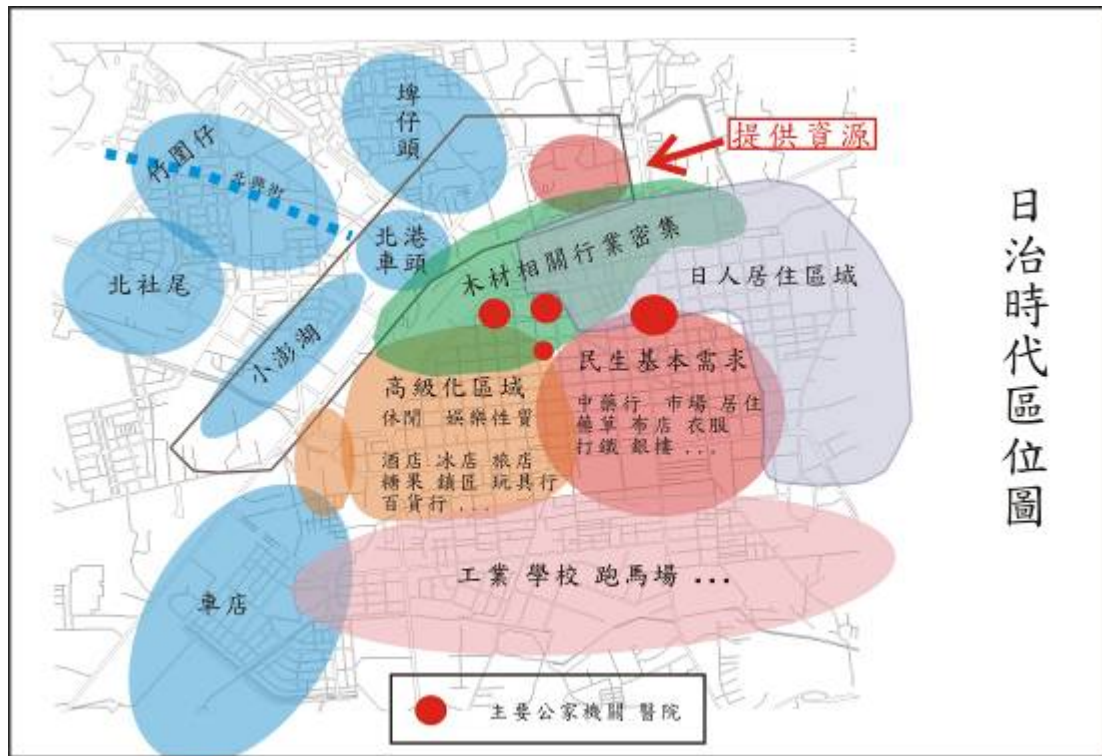 日治時代區位圖
提供資源
埤仔頭
竹圍仔
北興街
北港
車頭
北社尾
小澎湖
木材相關行業密集
日人居住區域
高級化區域
休閒 娛樂性質
酒店 冰店 旅店
糖果 鎖匠 玩具行
百貨行 ...
民生基本需求
中藥行 市場 居住
藥草 布店 衣服
打鐵 銀樓 ...
工業 學校 跑馬場 ...
車店
主要公家機關 醫院